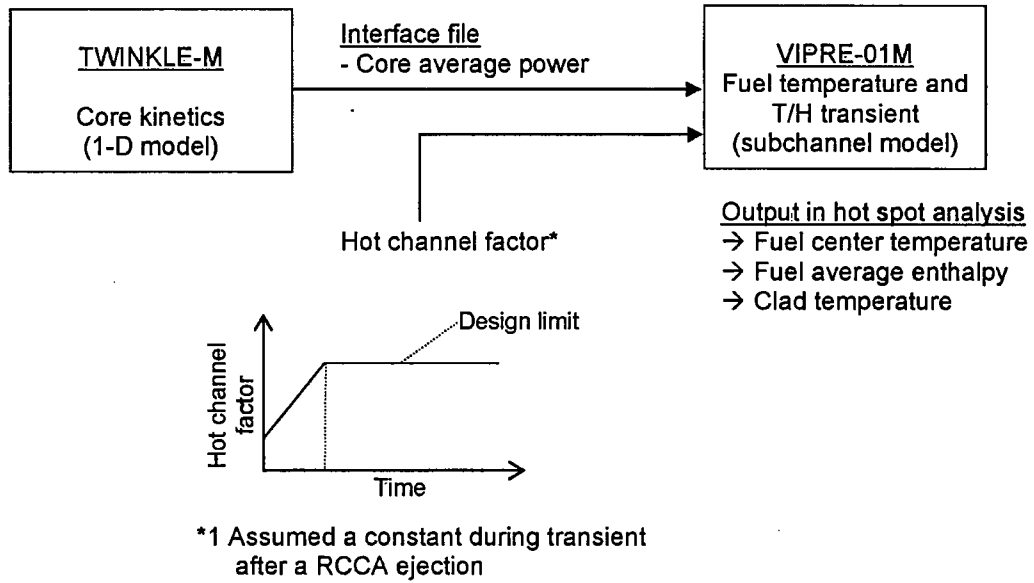 TWINKLE-M
Core kinetics
(1-D model)
Interface file
- Core average power
VIPRE-01M
Fuel temperature and
T/H transient
(subchannel model)
Hot channel factor*
Output in hot spot analysis
→ Fuel center temperature
→ Fuel average enthalpy
→ Clad temperature
Design limit
Hot channel
factor
Time
*1 Assumed a constant during transient
after a RCCA ejection